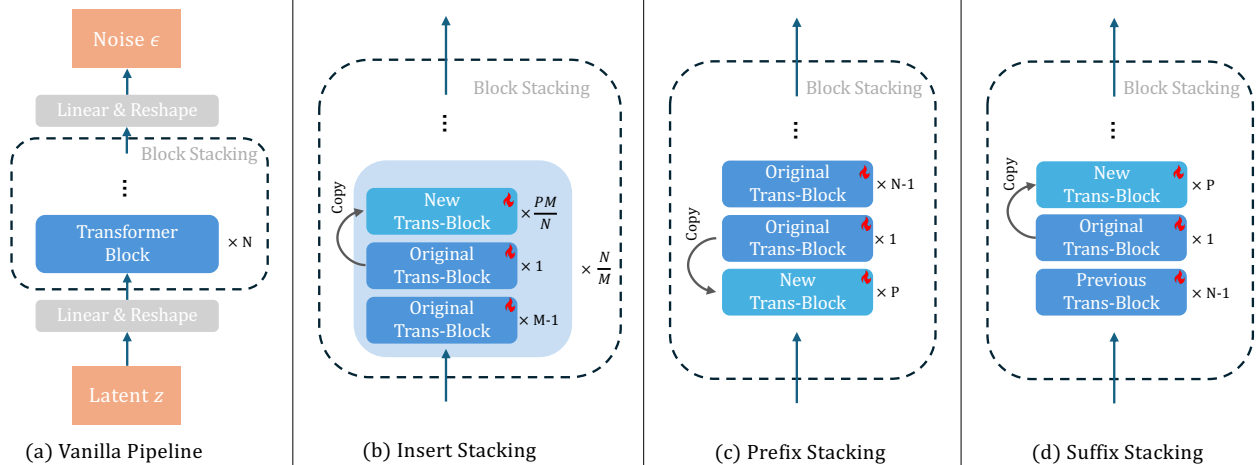 Noise ϵ
Linear & Reshape
Block Stacking
...
Transformer
Block
× N
Linear & Reshape
Latent z
(a) Vanilla Pipeline
Block Stacking
...
Copy
New
Trans-Block
× PM/N
Original
Trans-Block
× 1
× N/M
Original
Trans-Block
× M-1
(b) Insert Stacking
Block Stacking
...
Original
Trans-Block
× N-1
Copy
Original
Trans-Block
× 1
New
Trans-Block
× P
(c) Prefix Stacking
Block Stacking
...
Copy
New
Trans-Block
× P
Original
Trans-Block
× 1
Previous
Trans-Block
× N-1
(d) Suffix Stacking